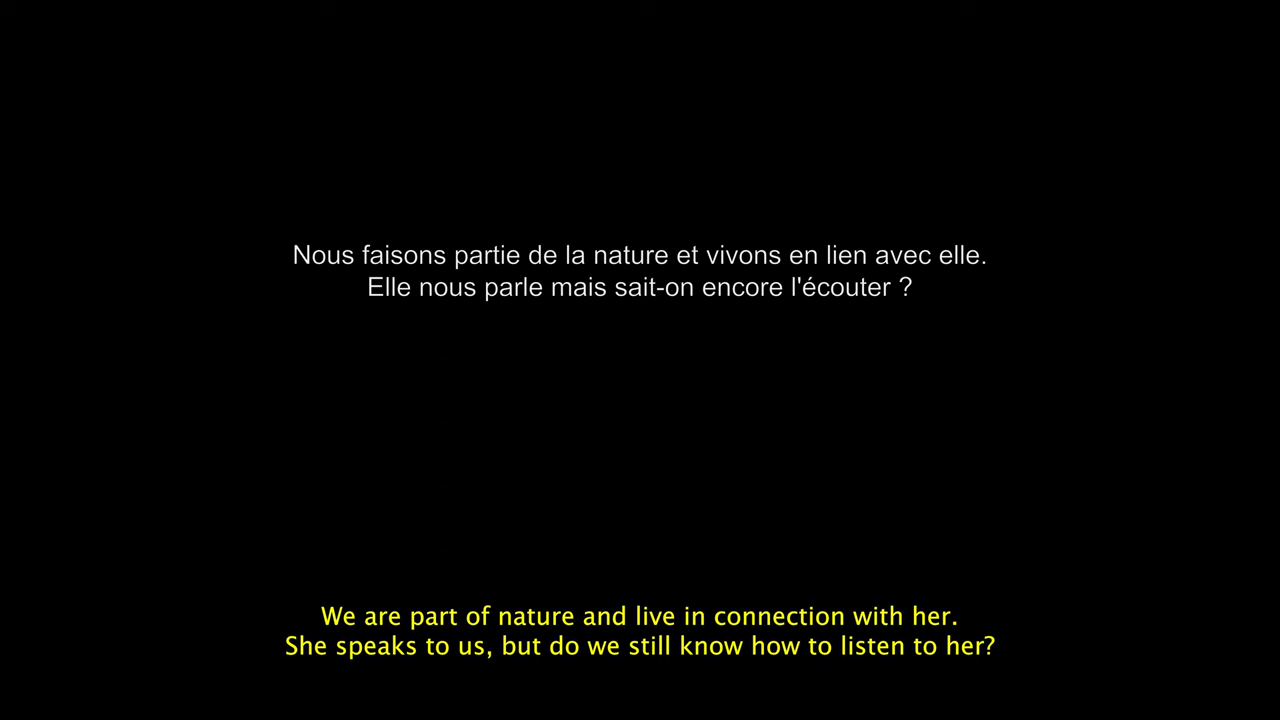 Nous faisons partie de la nature et vivons en lien avec elle.
Elle nous parle mais sait-on encore l'écouter ?
We are part of nature and live in connection with her.
She speaks to us, but do we still know how to listen to her?